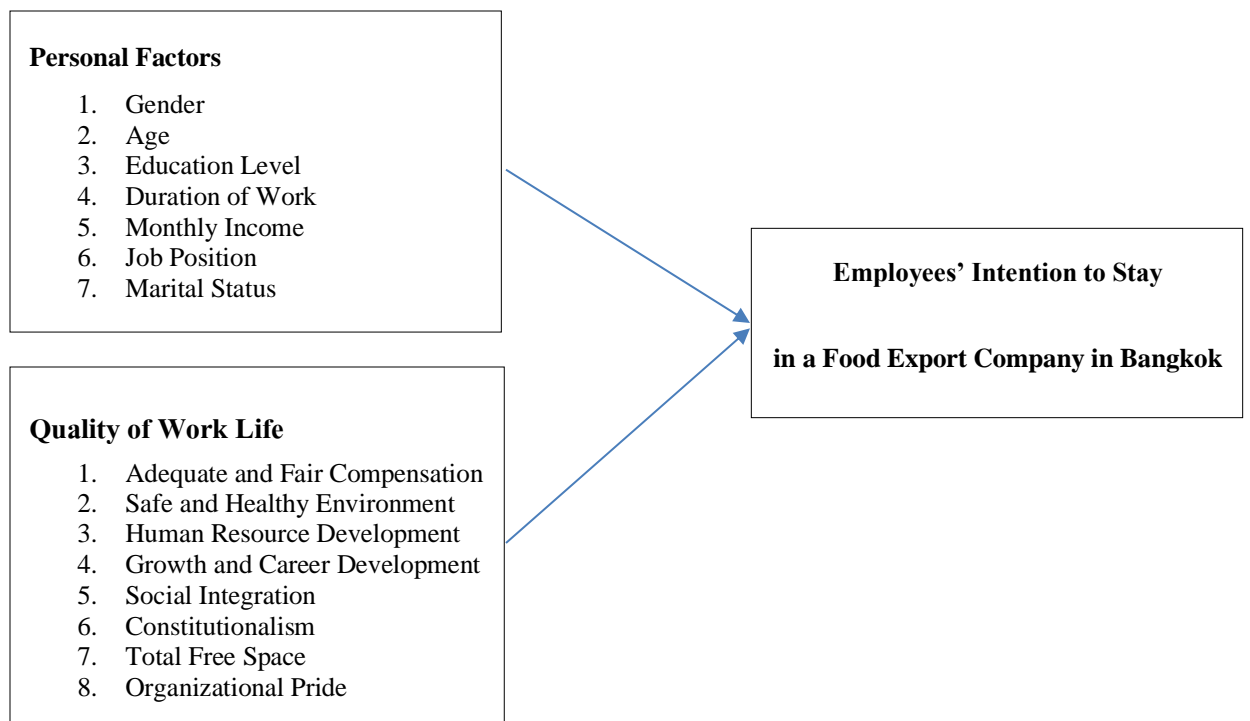 Personal Factors
1. Gender
2. Age
3. Education Level
4. Duration of Work
5. Monthly Income
6. Job Position
7. Marital Status
Quality of Work Life
1. Adequate and Fair Compensation
2. Safe and Healthy Environment
3. Human Resource Development
4. Growth and Career Development
5. Social Integration
6. Constitutionalism
7. Total Free Space
8. Organizational Pride
Employees’ Intention to Stay
in a Food Export Company in Bangkok